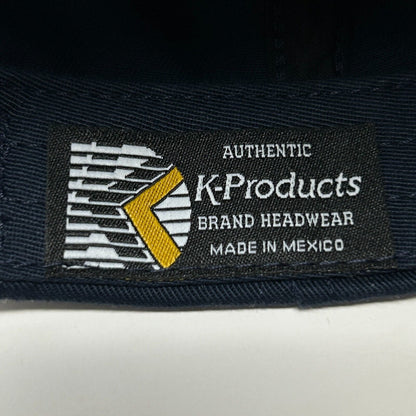 AUTHENTIC
K-Products
BRAND HEADWEAR
MADE IN MEXICO